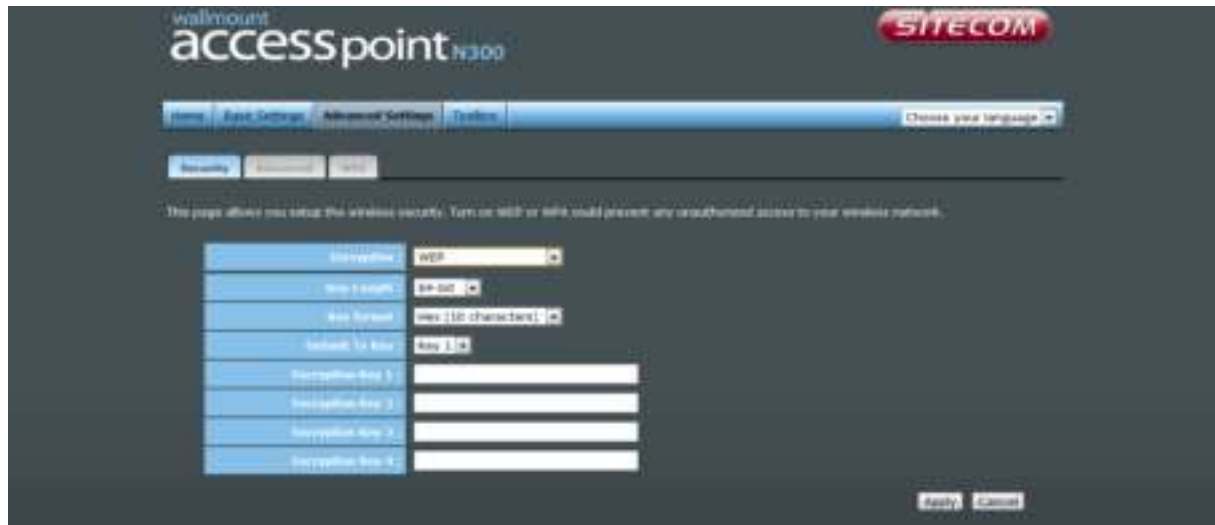 wallmount
accesspoint N300
SITECOM
Home Basic Settings Advanced Settings Toolbox
Choose your language
Security Advanced WPS
This page allows you setup the wireless security. Turn on WEP or WPA could prevent any unauthorized access to your wireless network.
Encryption WEP
Key Length 64-bit
Key Format Hex (10 characters)
Default Tx Key Key 1
Encryption Key 1
Encryption Key 2
Encryption Key 3
Encryption Key 4
Apply Cancel